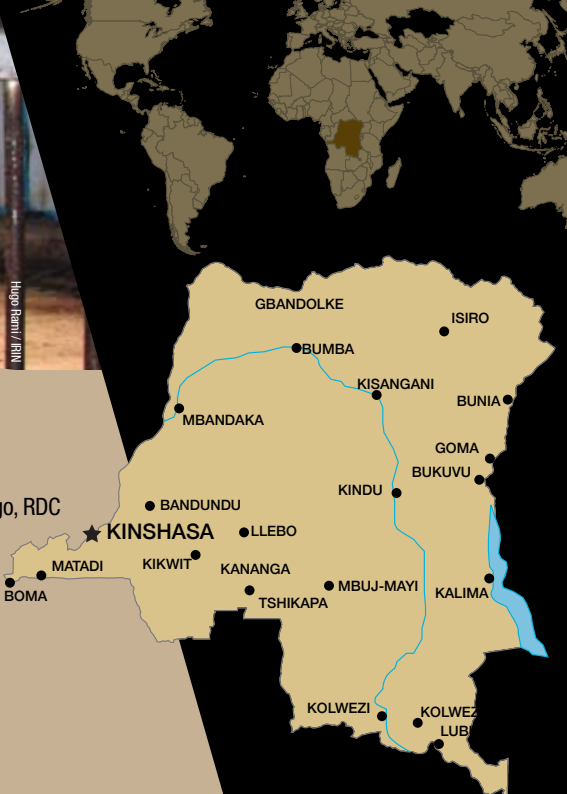 Hugo Rami / IRIN
GBANDOLKE
ISIRO
BUMBA
KISANGANI
BUNIA
MBANDAKA
GOMA
BUKUVU
KINDU
go, RDC
BANDUNDU
KINSHASA
LLEBO
KIKWIT
MATADI
KANANGA
MBUJ-MAYI
KALIMA
BOMA
TSHIKAPA
KOLWEZI
KOLWEZ
LUB